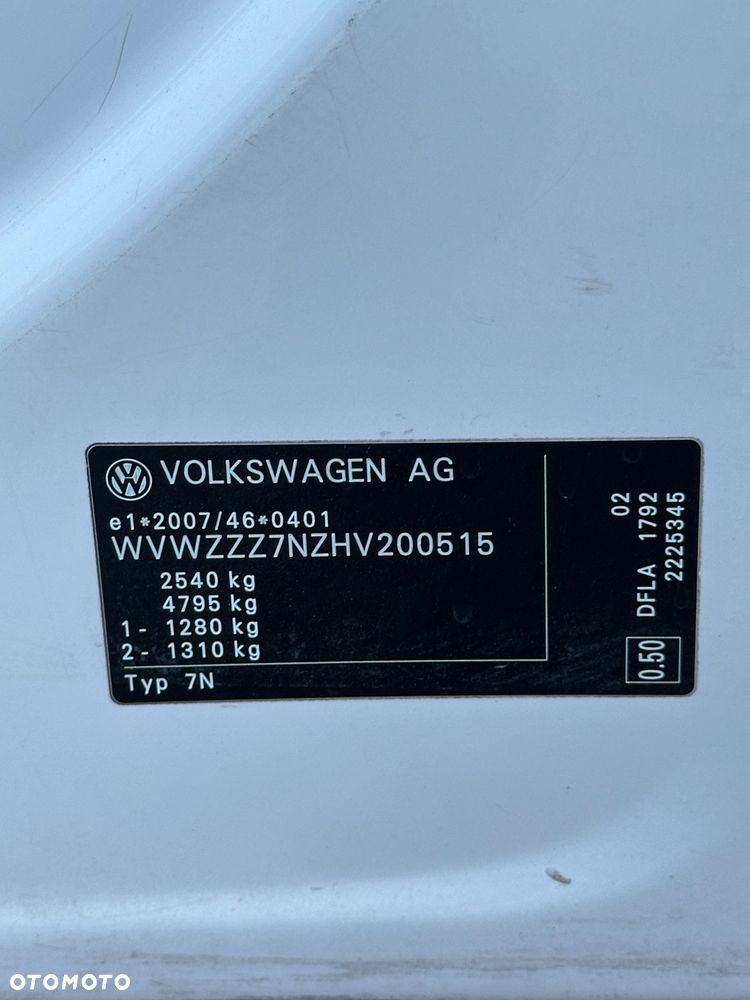 VOLKSWAGEN AG
e1*2007/46*0401
WVWZZZ7NZHV200515
2540 kg
4795 kg
1- 1280 kg
2- 1310 kg
Typ 7N
02
DFLA 1792
2225345
0.50
OTOMOTO